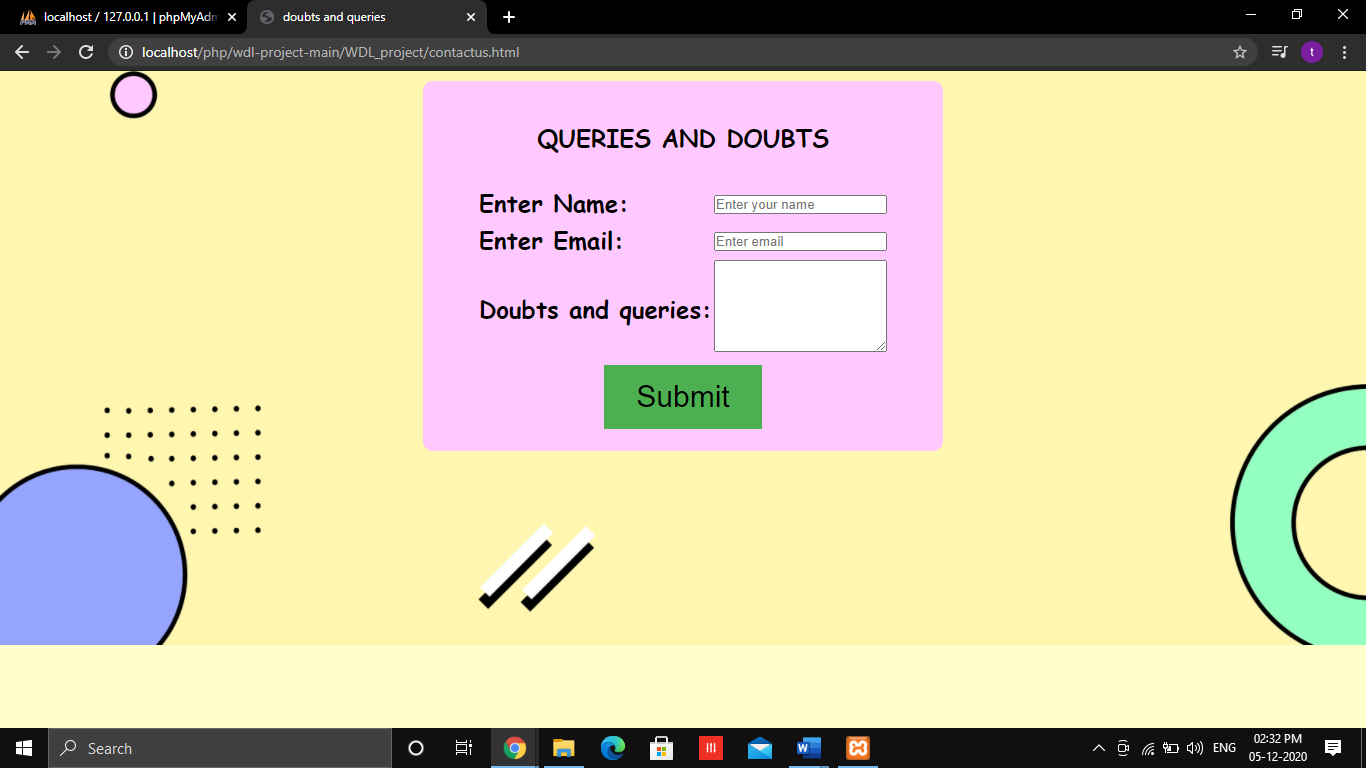 localhost / 127.0.0.1 | phpMyAdm
doubts and queries
localhost/php/wdl-project-main/WDL_project/contactus.html
t
QUERIES AND DOUBTS
Enter Name:
Enter your name
Enter Email:
Enter email
Doubts and queries:
Submit
Search
ENG
02:32 PM
05-12-2020